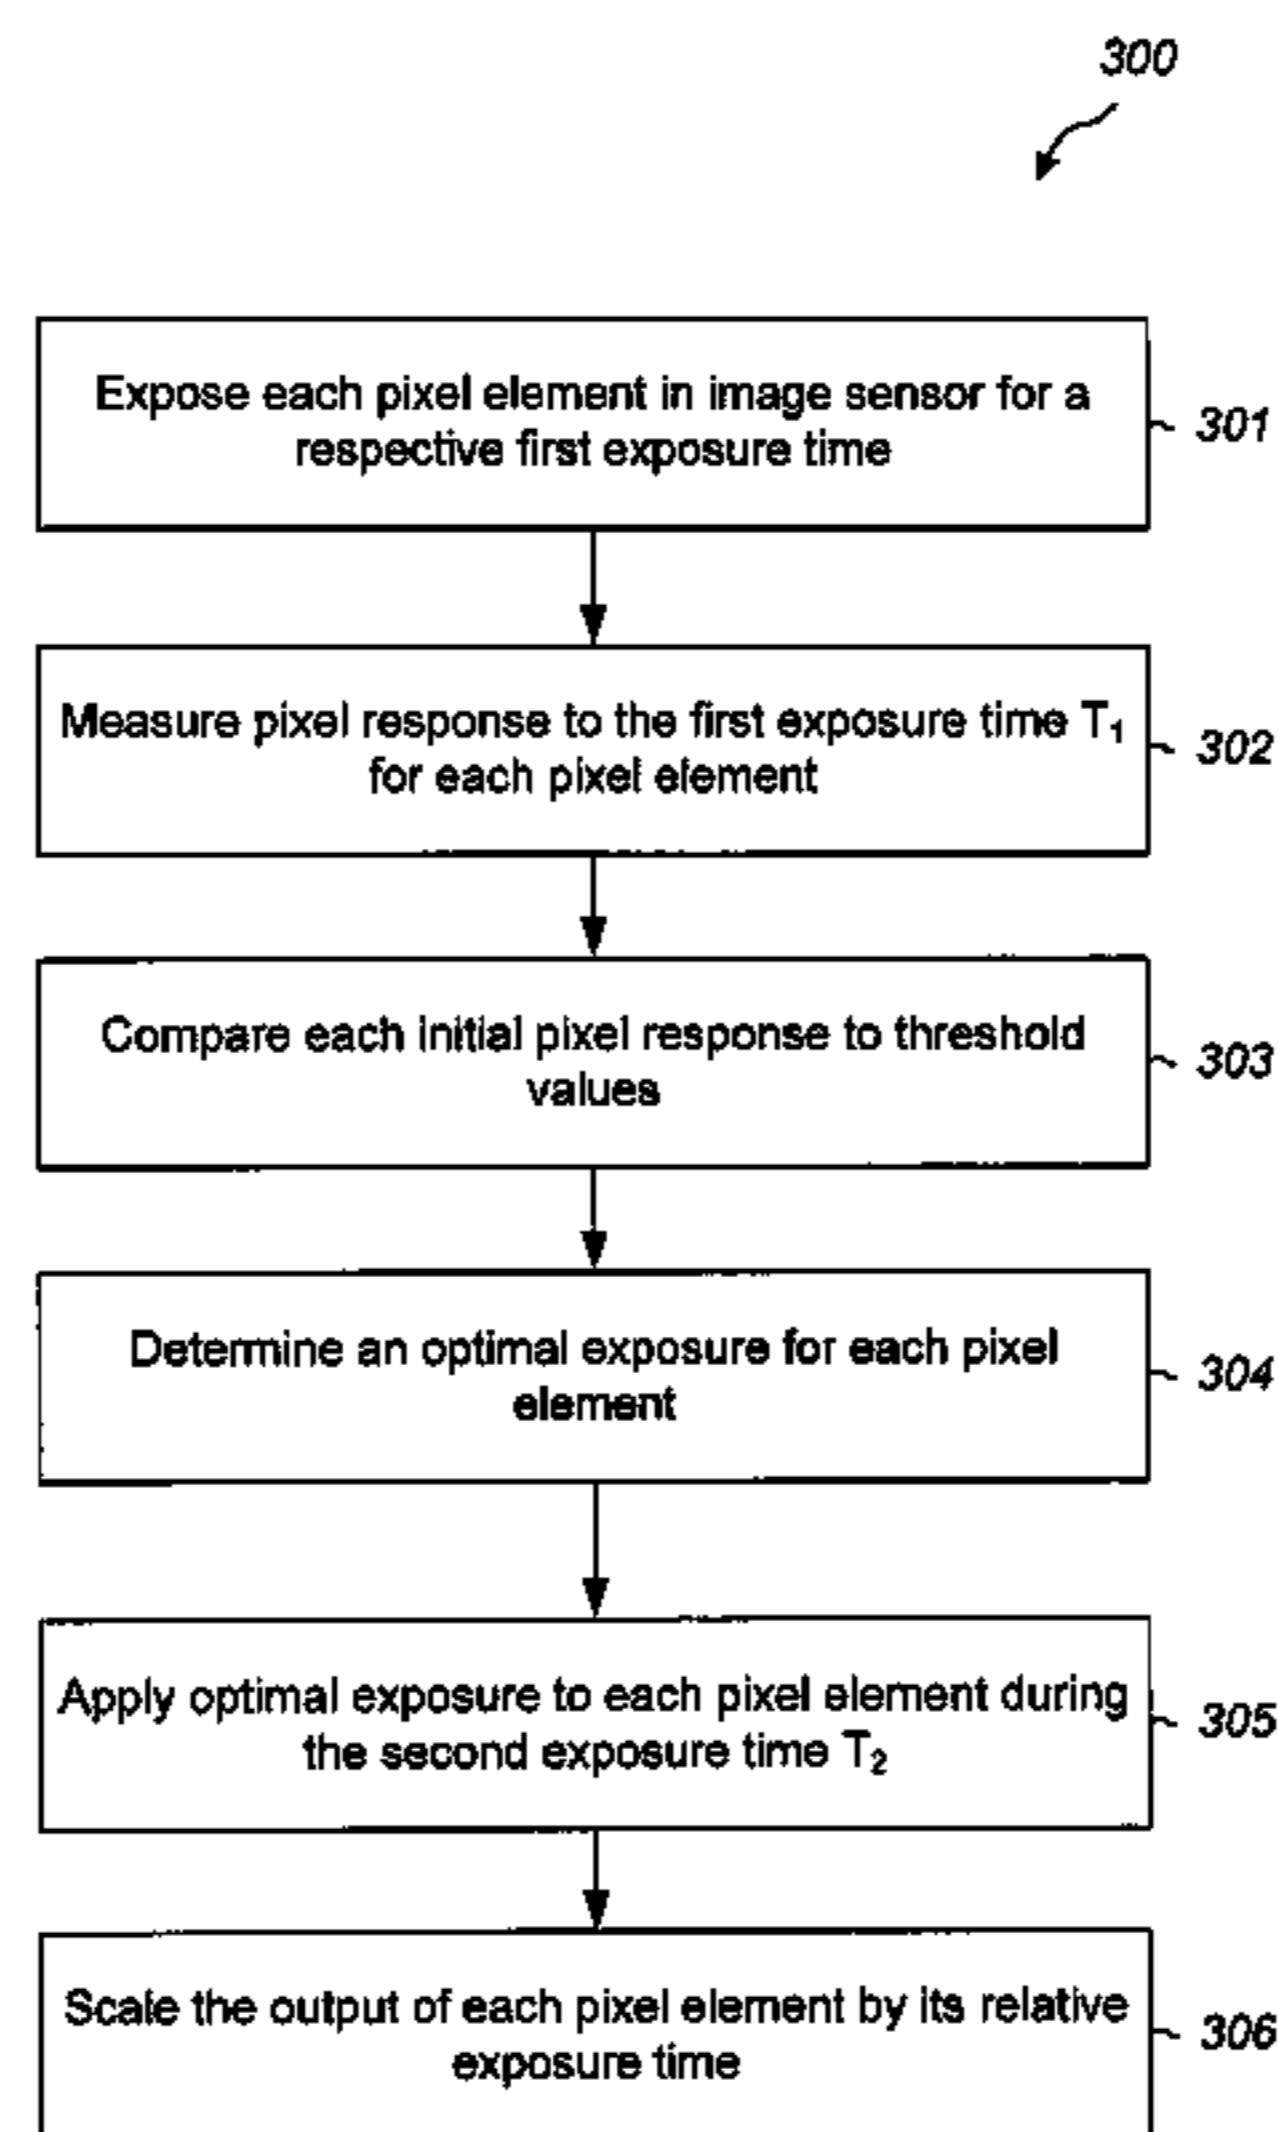 300
Expose each pixel element in image sensor for a
respective first exposure time
301
Measure pixel response to the first exposure time T₁
for each pixel element
302
Compare each initial pixel response to threshold
values
303
Determine an optimal exposure for each pixel
element
304
Apply optimal exposure to each pixel element during
the second exposure time T₂
305
Scale the output of each pixel element by its relative
exposure time
306